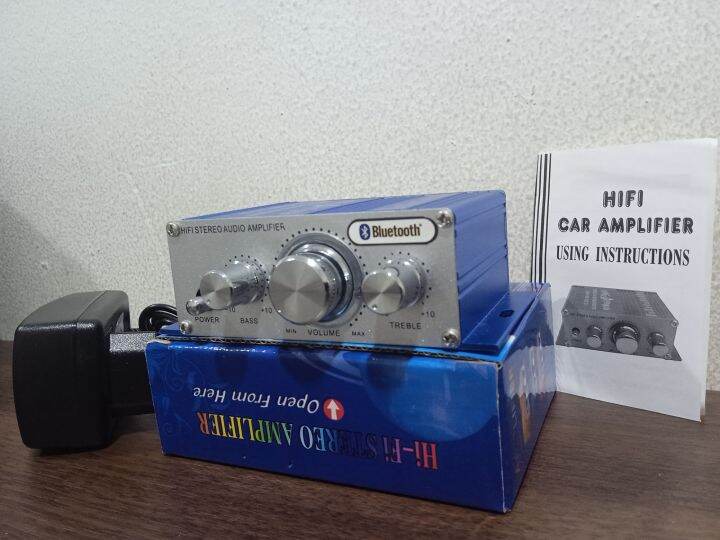 HIFI STEREO AUDIO AMPLIFIER
Bluetooth®
-10 +10
-10 +10
POWER BASS
MIN VOLUME MAX
TREBLE
Open From Here
Hi-Fi STEREO AMPLIFIER
HIFI
CAR AMPLIFIER
USING INSTRUCTIONS